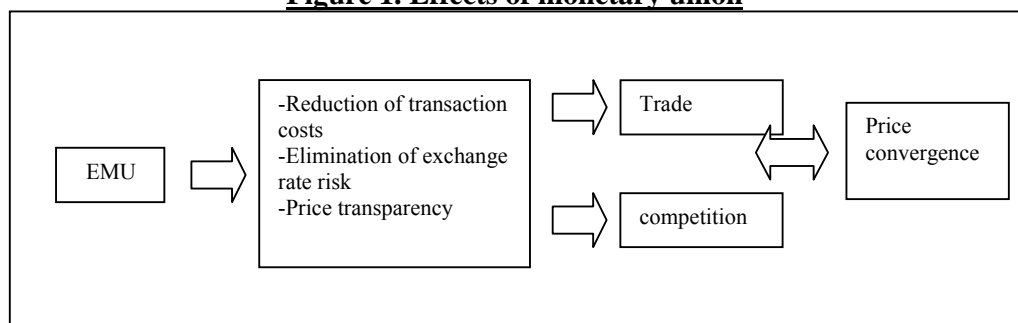 Figure 1. Effects of monetary union
EMU
-Reduction of transaction
costs
-Elimination of exchange
rate risk
-Price transparency
Trade
competition
Price
convergence